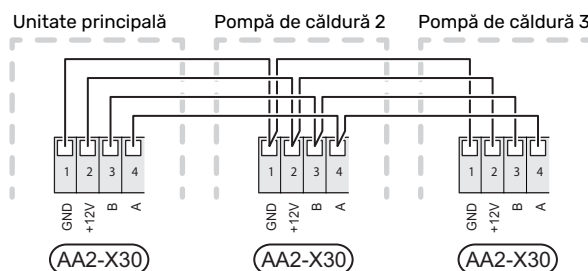 Unitate principală
Pompă de căldură 2
Pompă de căldură 3
1 2 3 4
GND +12V B A
AA2-X30
1 2 3 4
GND +12V B A
AA2-X30
1 2 3 4
GND +12V B A
AA2-X30